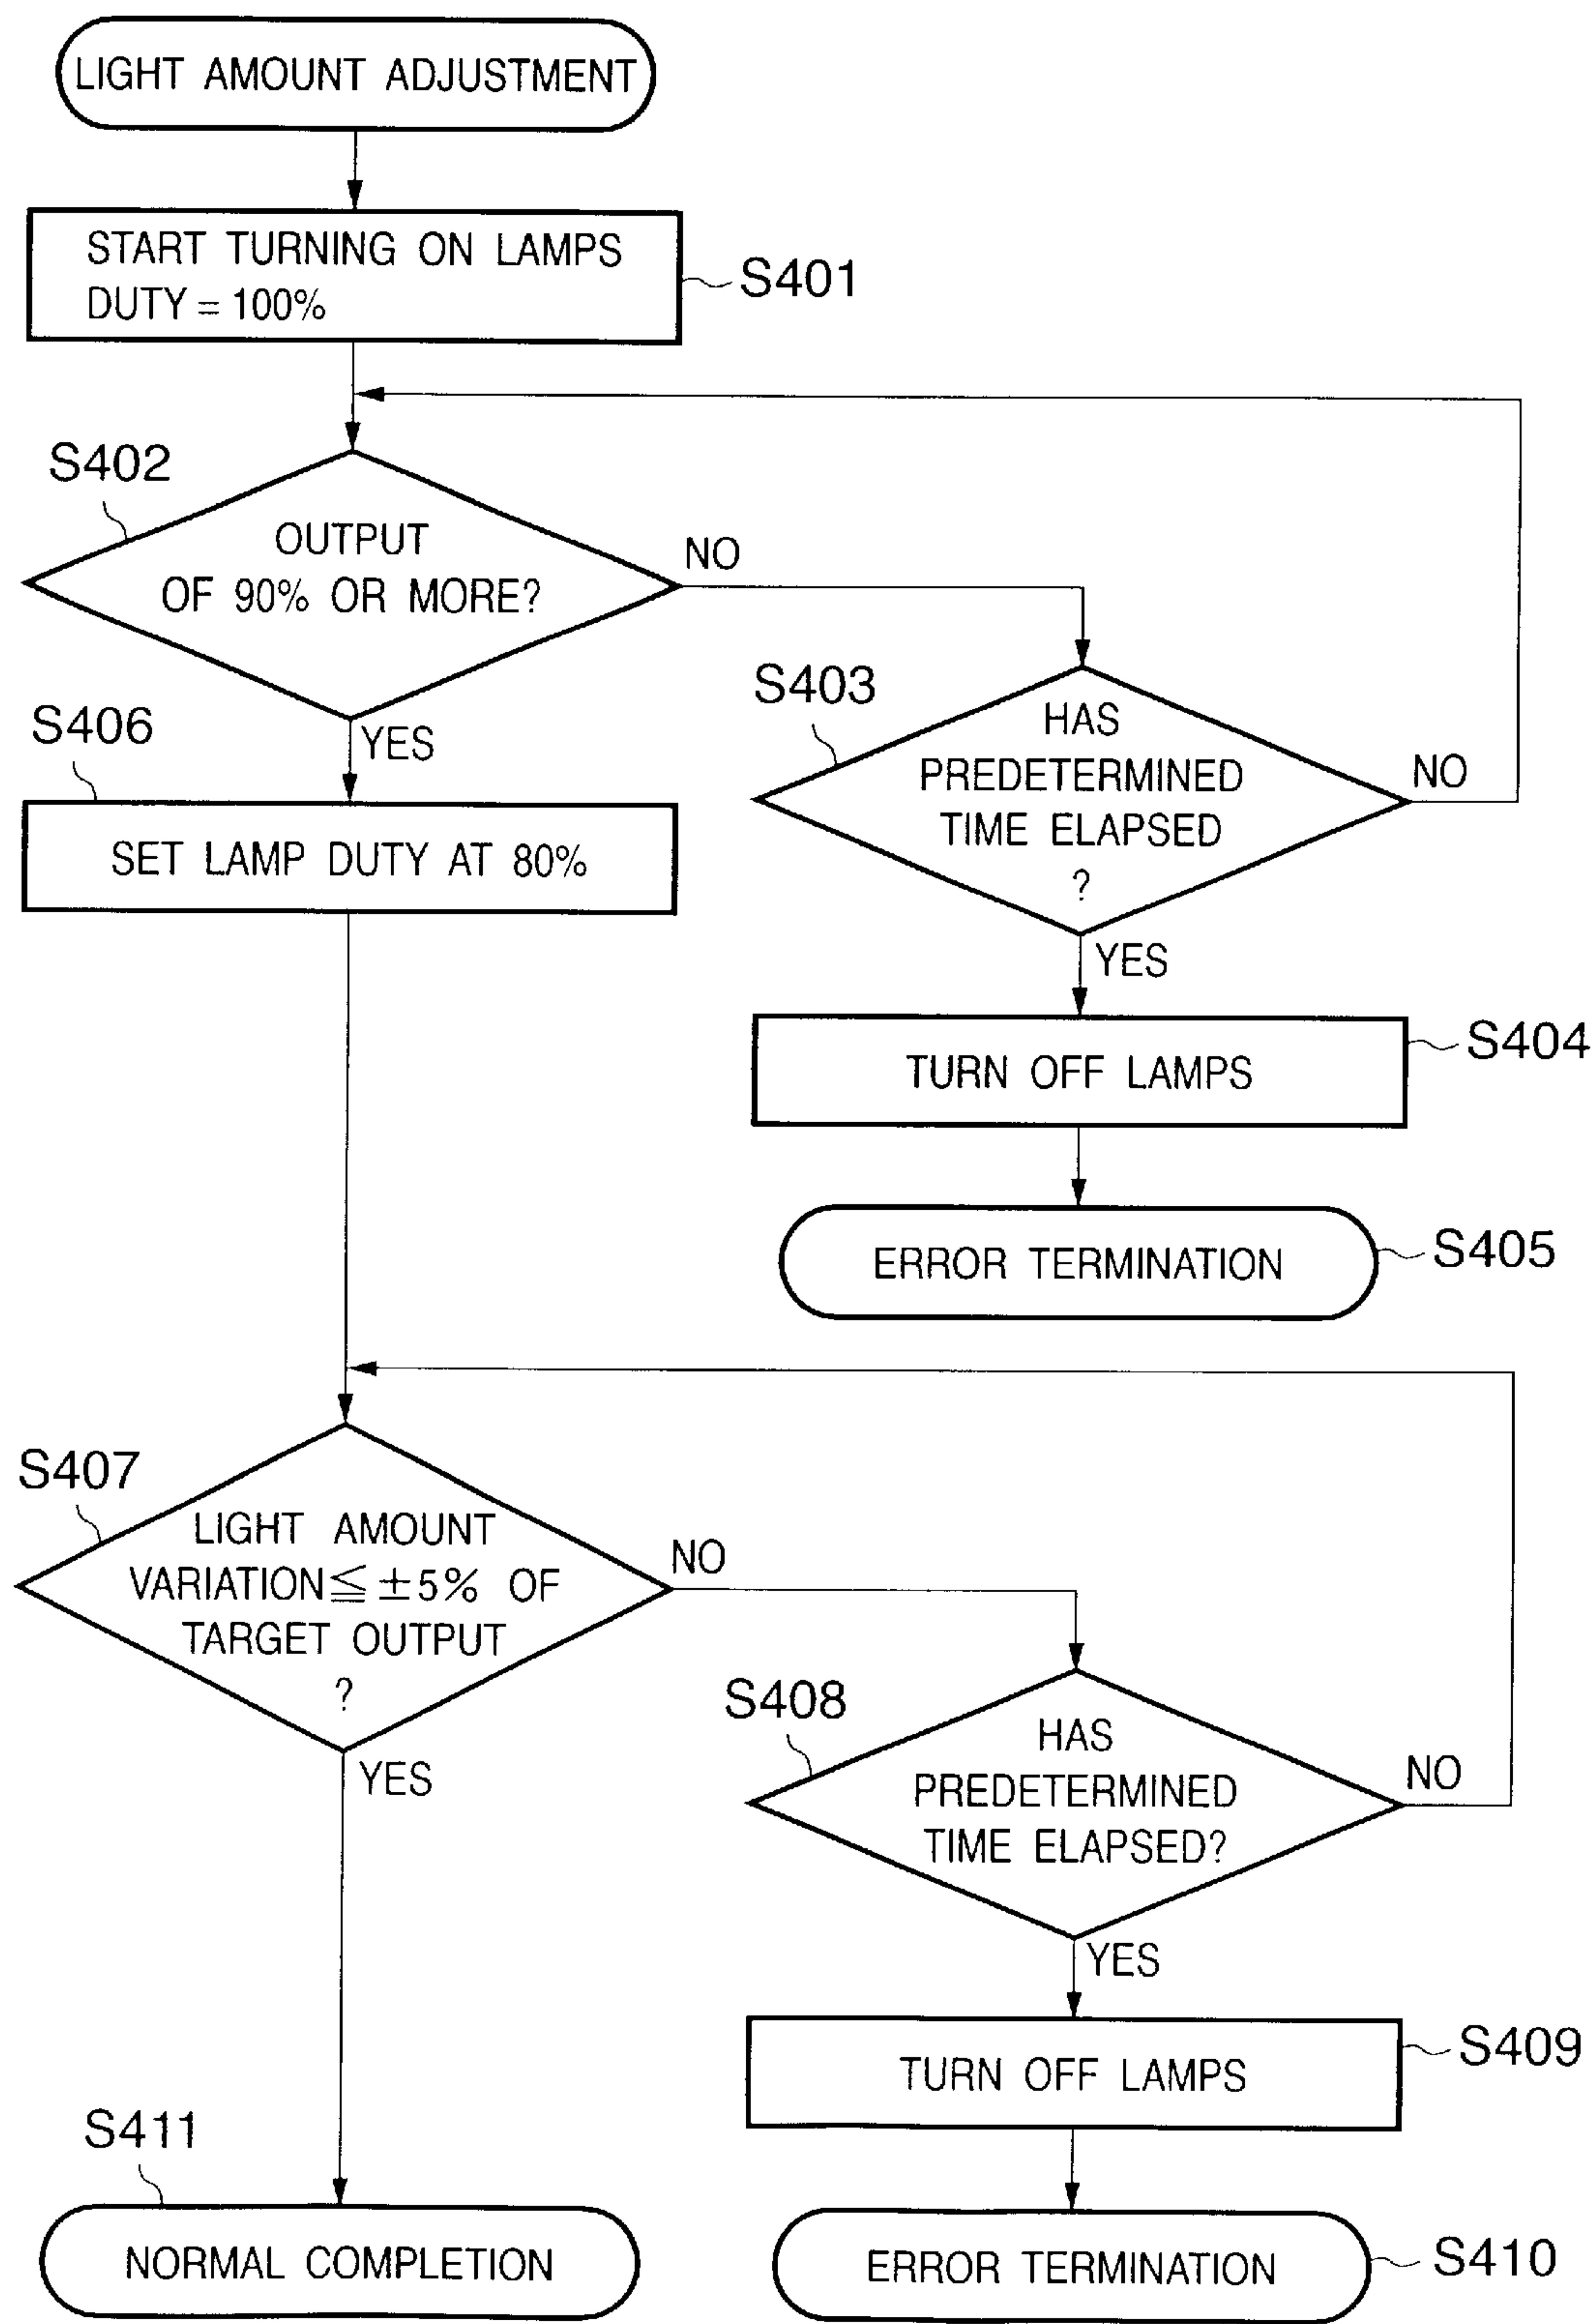 LIGHT AMOUNT ADJUSTMENT
START TURNING ON LAMPS
DUTY = 100%
S401
S402
OUTPUT
OF 90% OR MORE?
NO
YES
S403
HAS
PREDETERMINED
TIME ELAPSED
?
NO
YES
S406
SET LAMP DUTY AT 80%
TURN OFF LAMPS
S404
ERROR TERMINATION
S405
S407
LIGHT AMOUNT
VARIATION≦ ±5% OF
TARGET OUTPUT
?
NO
YES
S408
HAS
PREDETERMINED
TIME ELAPSED?
NO
YES
TURN OFF LAMPS
S409
S411
NORMAL COMPLETION
ERROR TERMINATION
S410